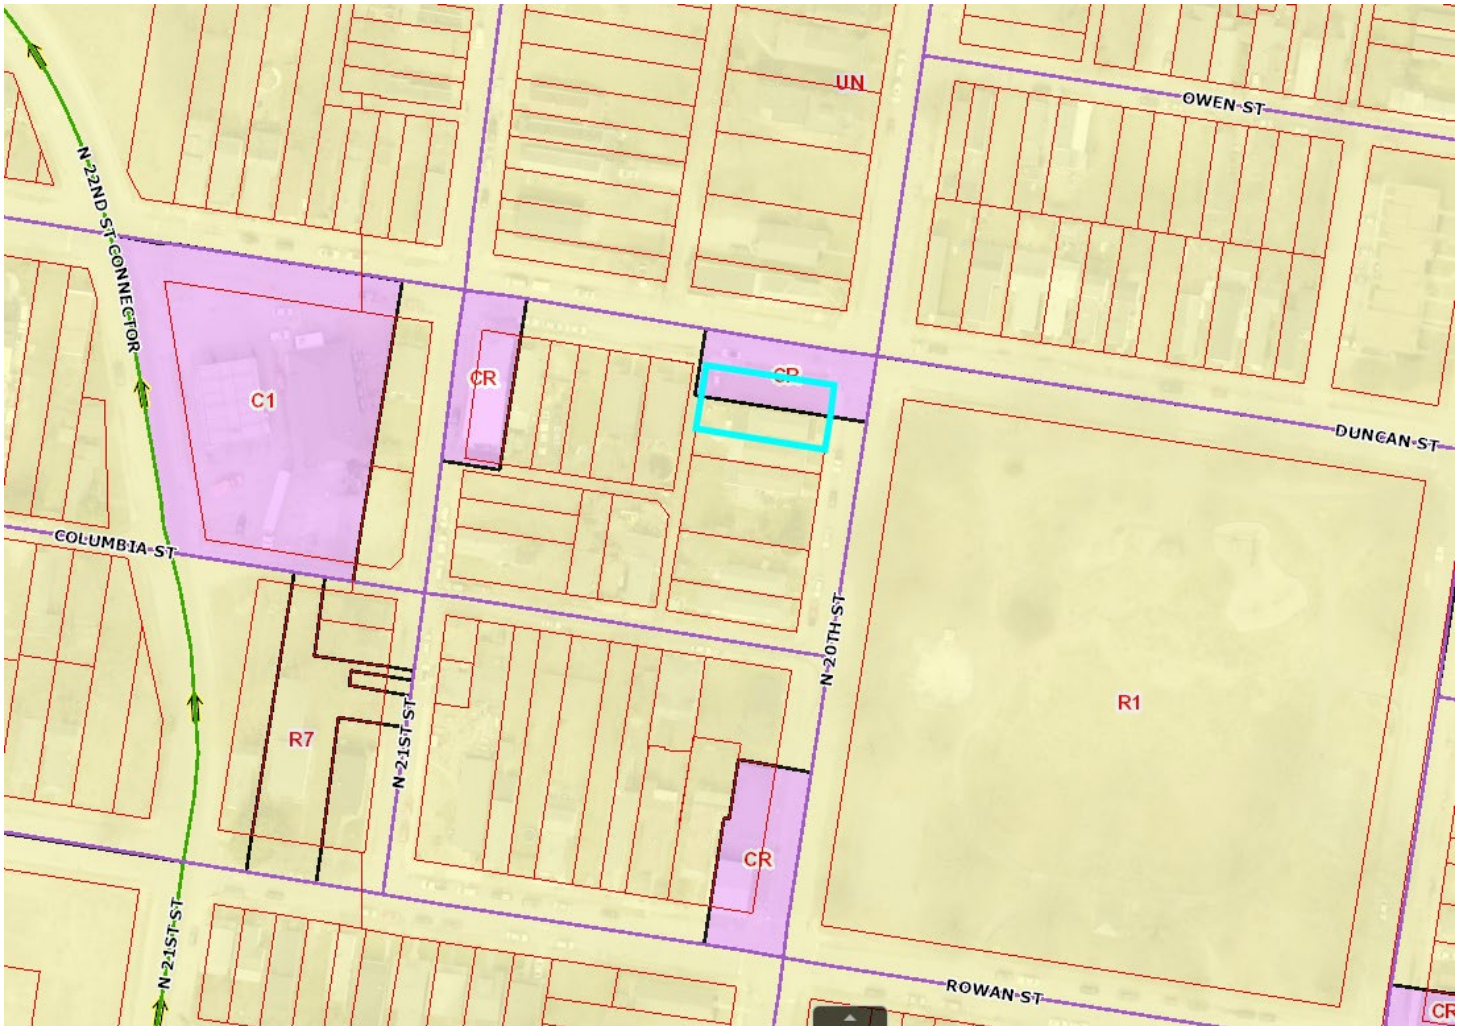 UN
OWEN ST
N 22ND ST CONNECTOR
CR
CR
C1
DUNCAN ST
COLUMBIA ST
N 20TH ST
R1
R7
N 21ST ST
CR
N 21ST ST
ROWAN ST
CR